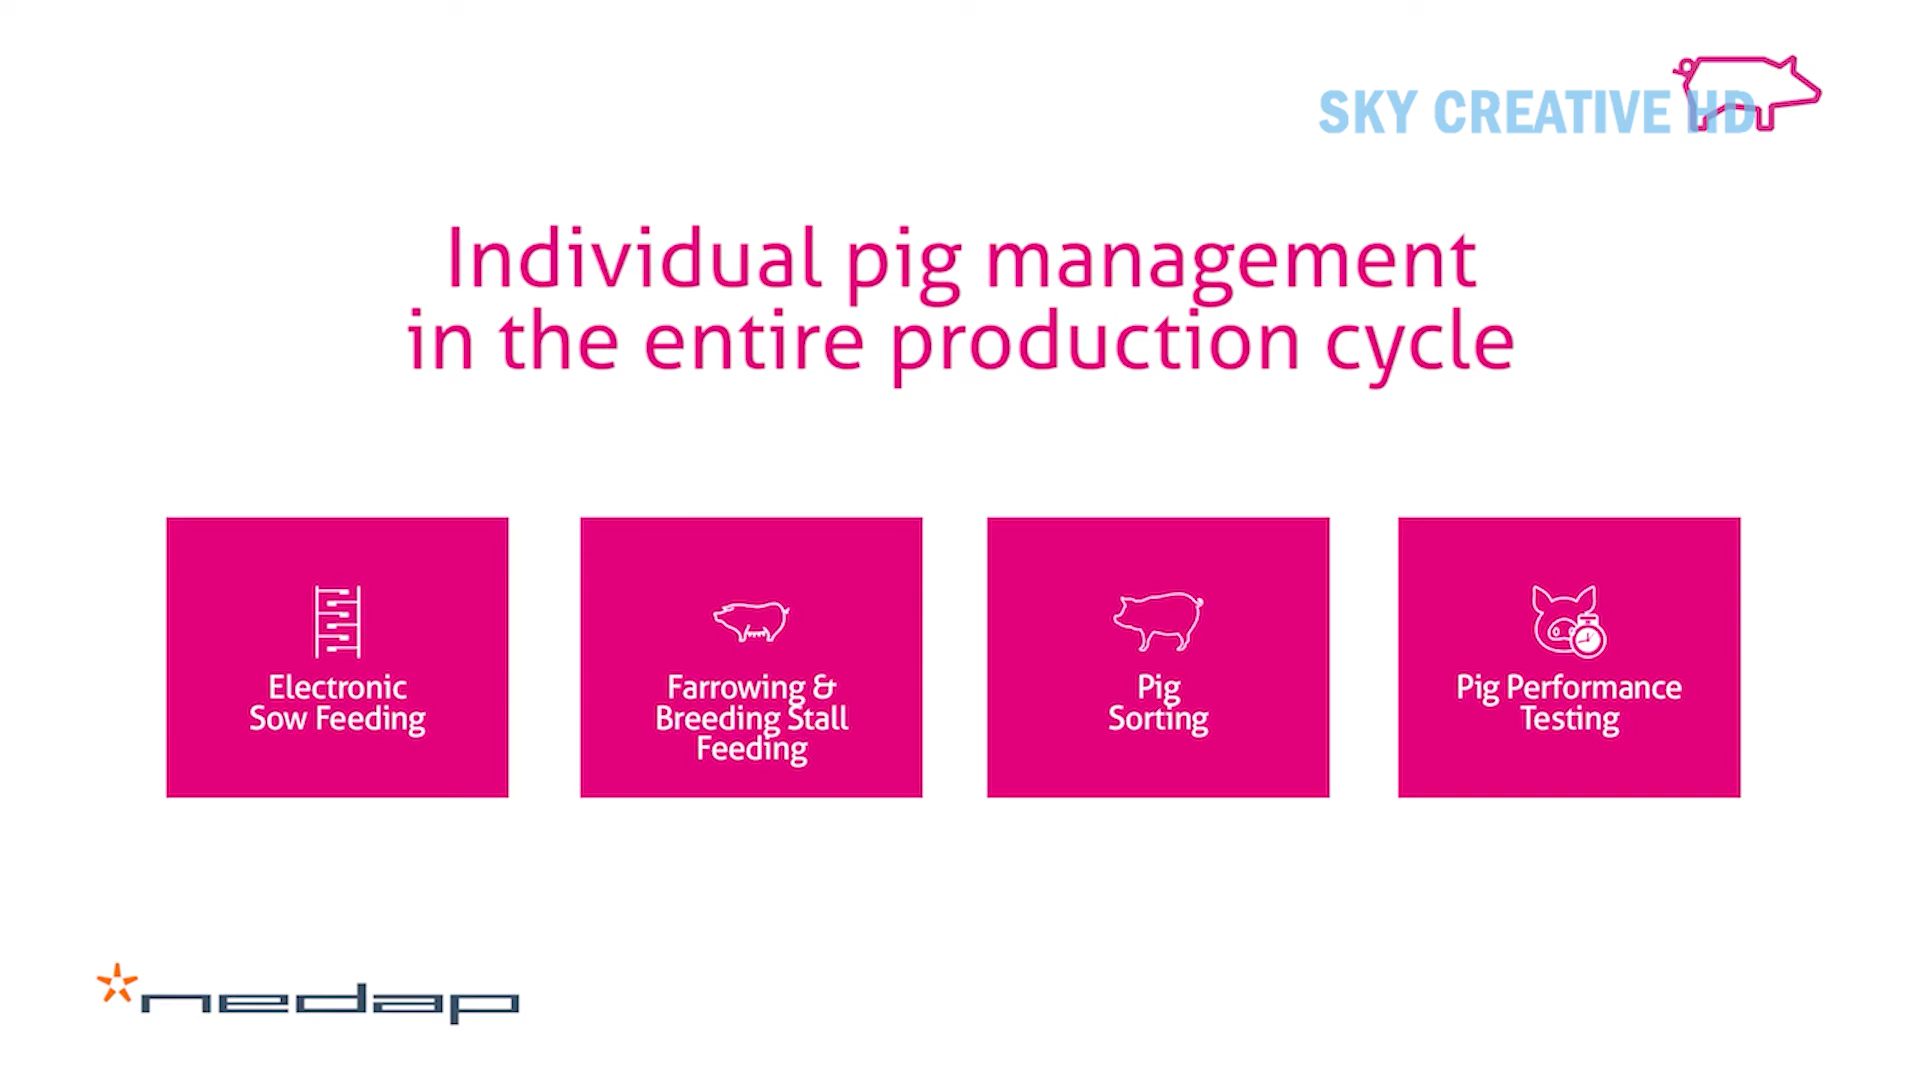 SKY CREATIVE HD
Individual pig management
in the entire production cycle
Electronic
Sow Feeding
Farrowing &
Breeding Stall
Feeding
Pig
Sorting
Pig Performance
Testing
nedap